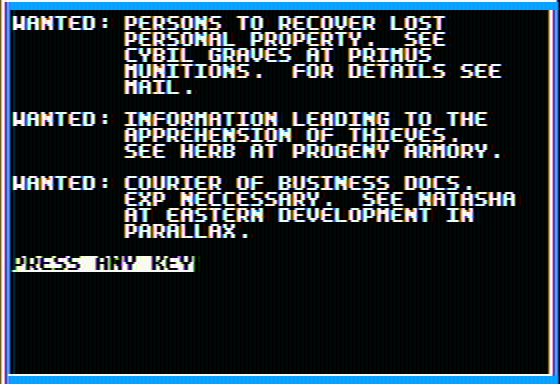 WANTED: PERSONS TO RECOVER LOST
PERSONAL PROPERTY. SEE
CYBIL GRAVES AT PRIMUS
MUNITIONS. FOR DETAILS SEE
MAIL.
WANTED: INFORMATION LEADING TO THE
APPREHENSION OF THIEVES.
SEE HERB AT PROGENY ARMORY.
WANTED: COURIER OF BUSINESS DOCS.
EXP NECCESSARY. SEE NATASHA
AT EASTERN DEVELOPMENT IN
PARALLAX.
PRESS ANY KEY